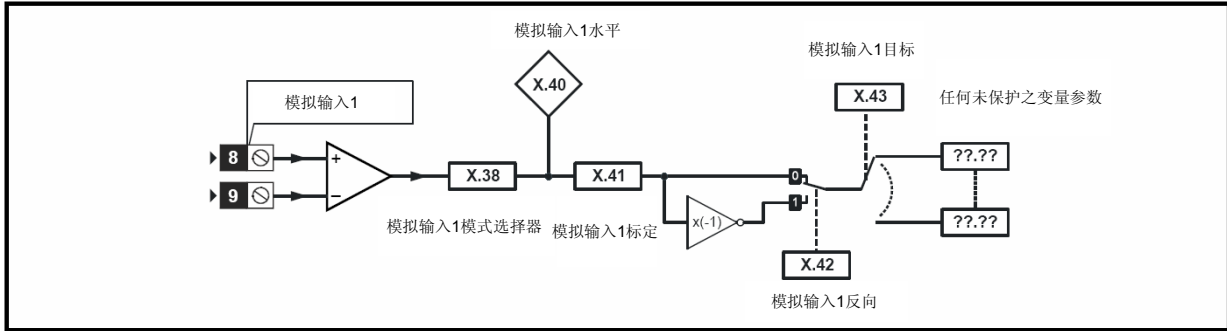 模拟输入1水平
模拟输入1目标
X.40
模拟输入1
X.43
任何未保护之变量参数
8
+
??.??
X.38
X.41
0
9
−
1
??.??
模拟输入1模式选择器
模拟输入1标定
x(-1)
X.42
模拟输入1反向